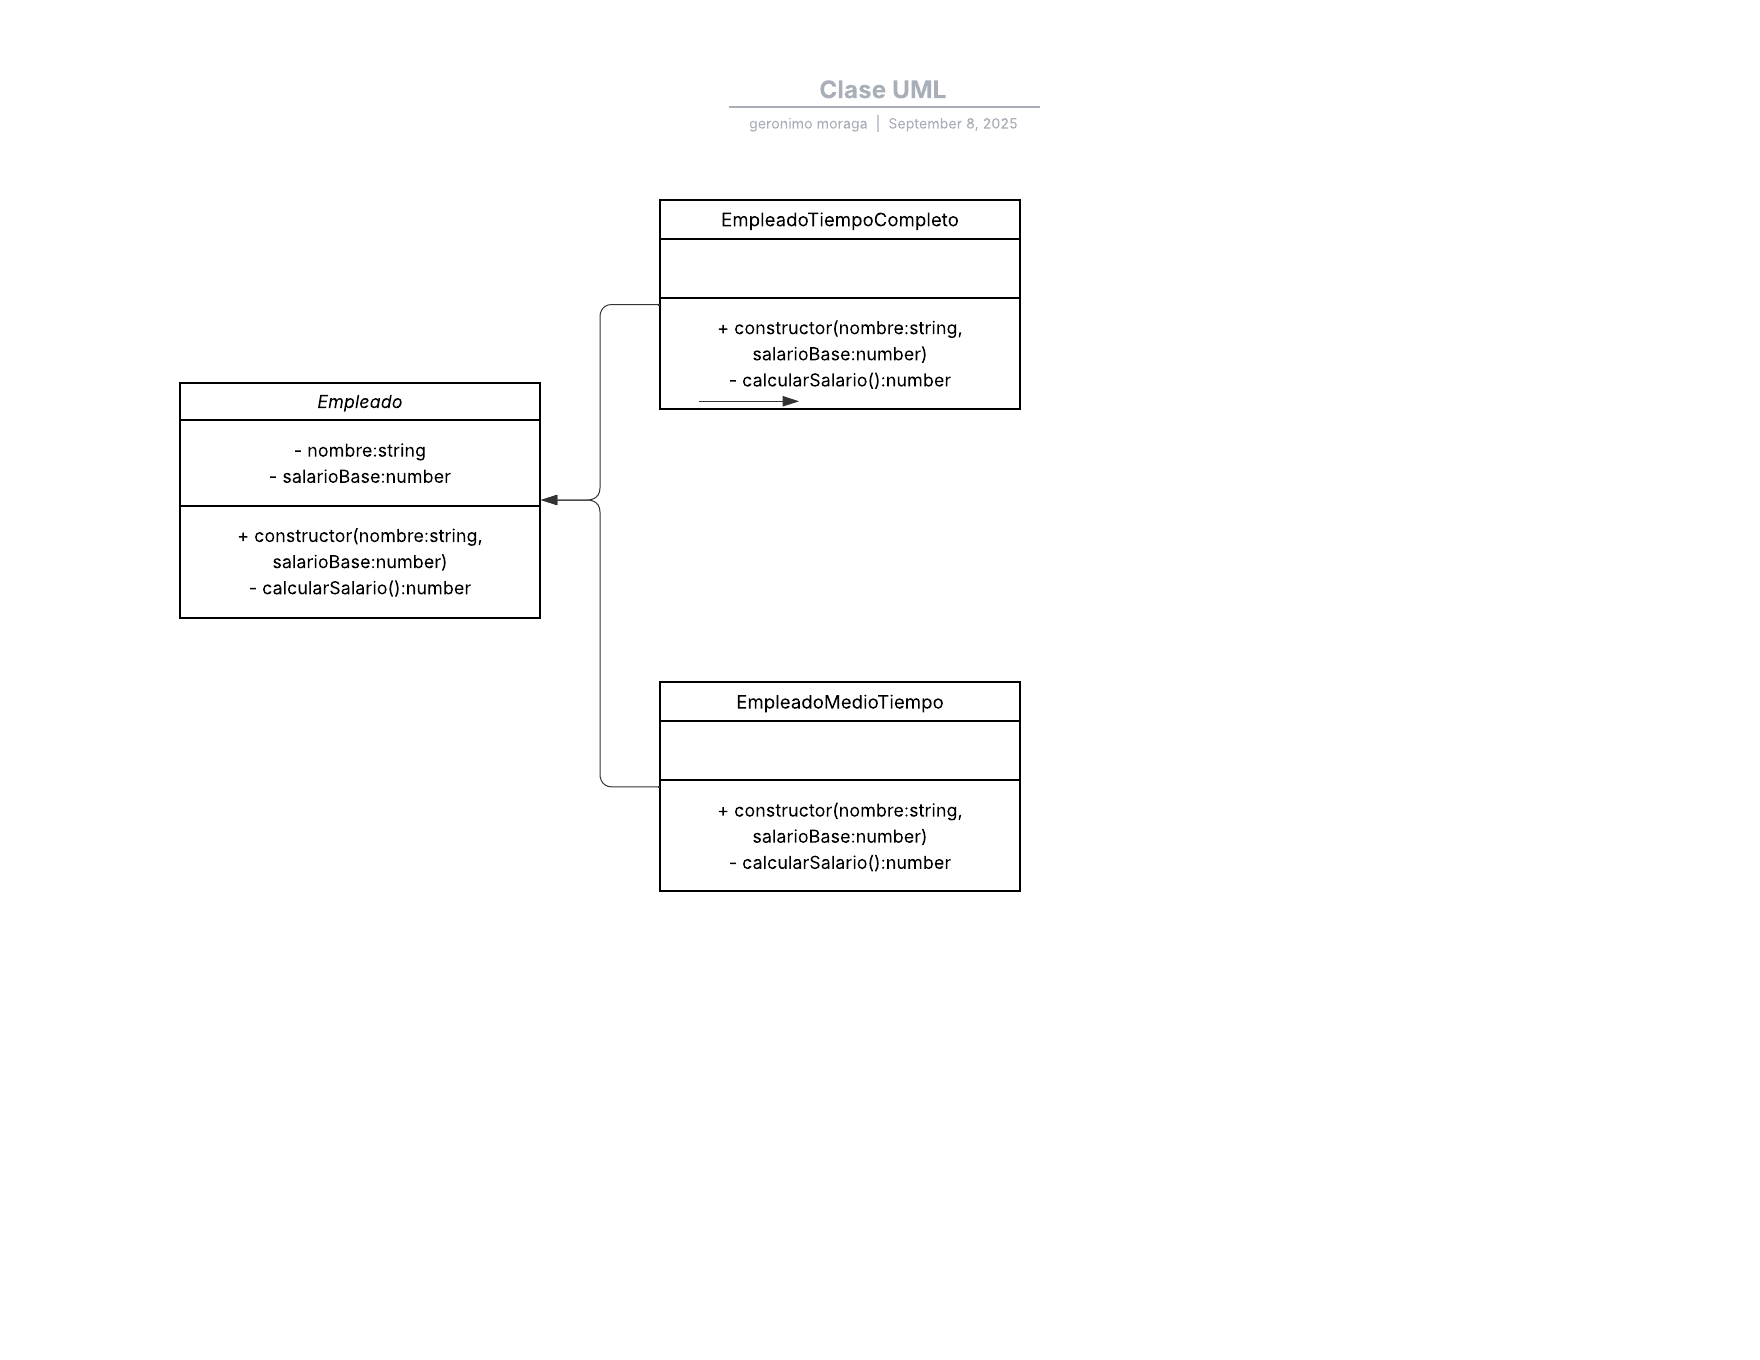 Clase UML
geronimo moraga | September 8, 2025
EmpleadoTiempoCompleto
+ constructor(nombre:string,
salarioBase:number)
- calcularSalario():number
Empleado
- nombre:string
- salarioBase:number
+ constructor(nombre:string,
salarioBase:number)
- calcularSalario():number
EmpleadoMedioTiempo
+ constructor(nombre:string,
salarioBase:number)
- calcularSalario():number